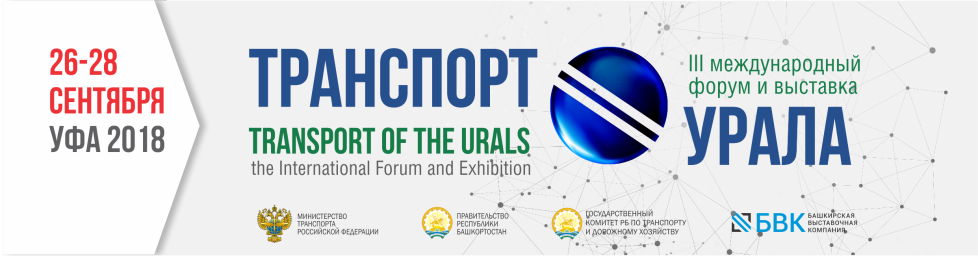 26-28
СЕНТЯБРЯ
УФА 2018
ТРАНСПОРТ
TRANSPORT OF THE URALS
the International Forum and Exhibition
III международный
форум и выставка
УРАЛА
МИНИСТЕРСТВО
ТРАНСПОРТА
РОССИЙСКОЙ ФЕДЕРАЦИИ
ПРАВИТЕЛЬСТВО
РЕСПУБЛИКИ
БАШКОРТОСТАН
ГОСУДАРСТВЕННЫЙ
КОМИТЕТ РБ ПО ТРАНСПОРТУ
И ДОРОЖНОМУ ХОЗЯЙСТВУ
БВК
БАШКИРСКАЯ
ВЫСТАВОЧНАЯ
КОМПАНИЯ